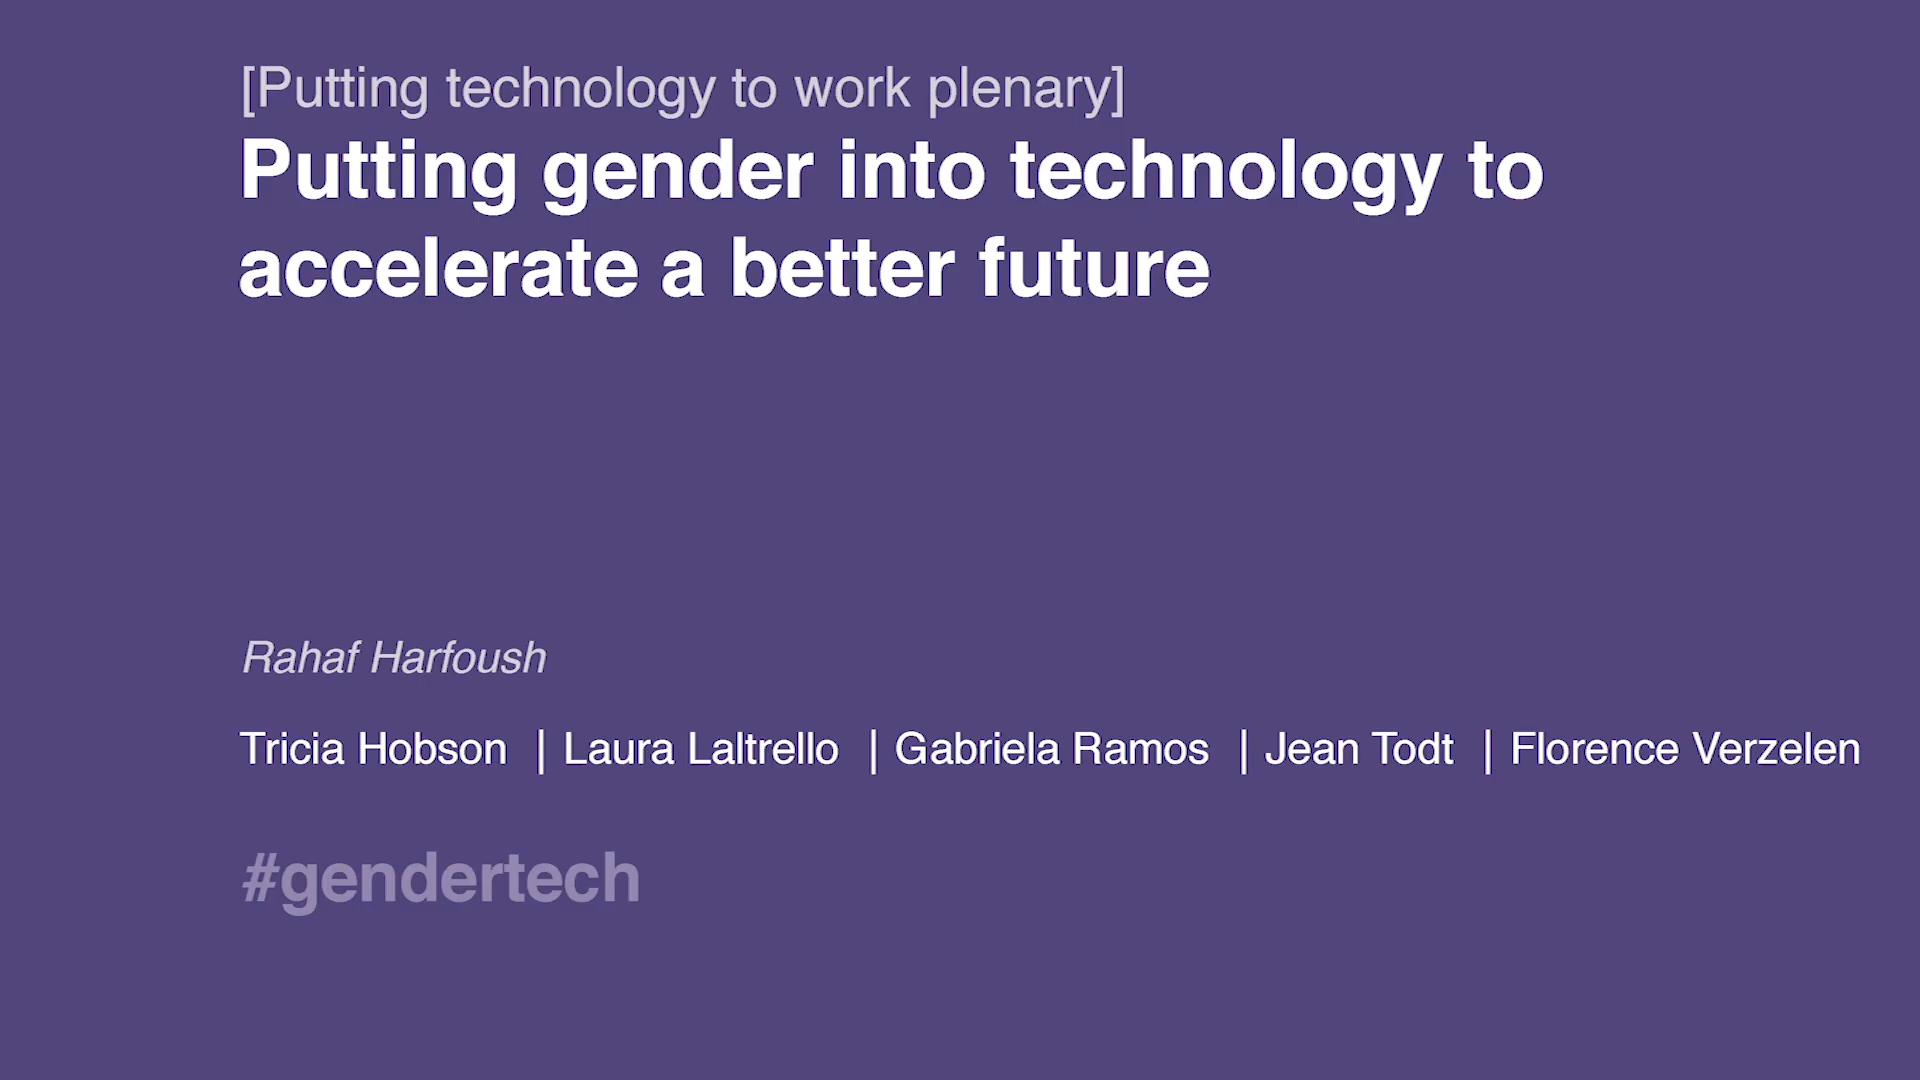 [Putting technology to work plenary]
Putting gender into technology to
accelerate a better future
Rahaf Harfoush
Tricia Hobson | Laura Laltrello | Gabriela Ramos | Jean Todt | Florence Verzelen
#gendertech